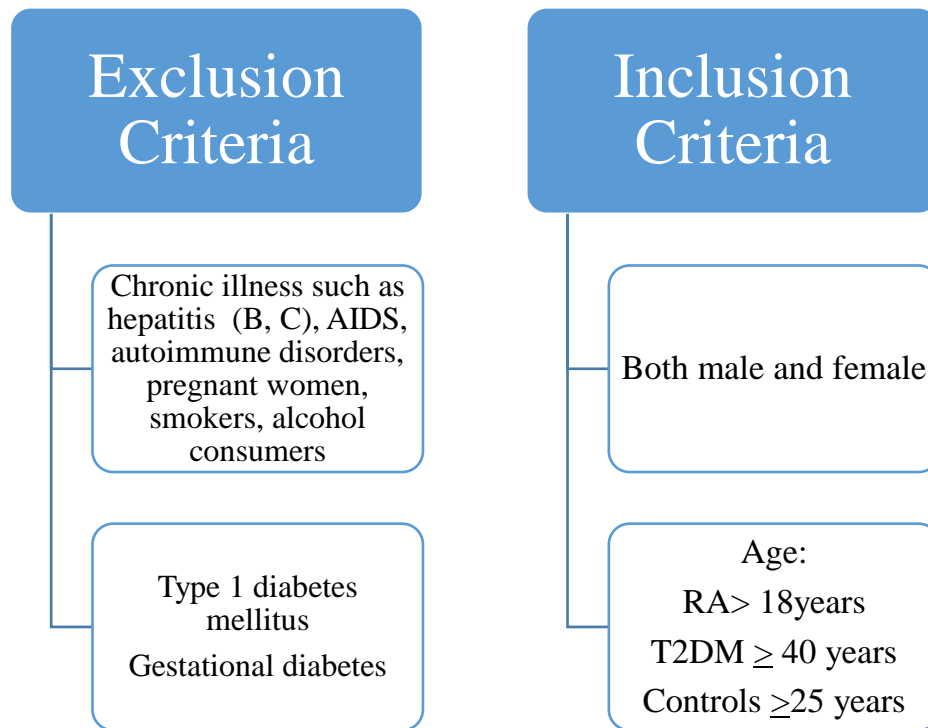 Exclusion
Criteria
Chronic illness such as
hepatitis (B, C), AIDS,
autoimmune disorders,
pregnant women,
smokers, alcohol
consumers
Type 1 diabetes
mellitus
Gestational diabetes
Inclusion
Criteria
Both male and female
Age:
RA> 18years
T2DM ≥ 40 years
Controls ≥25 years